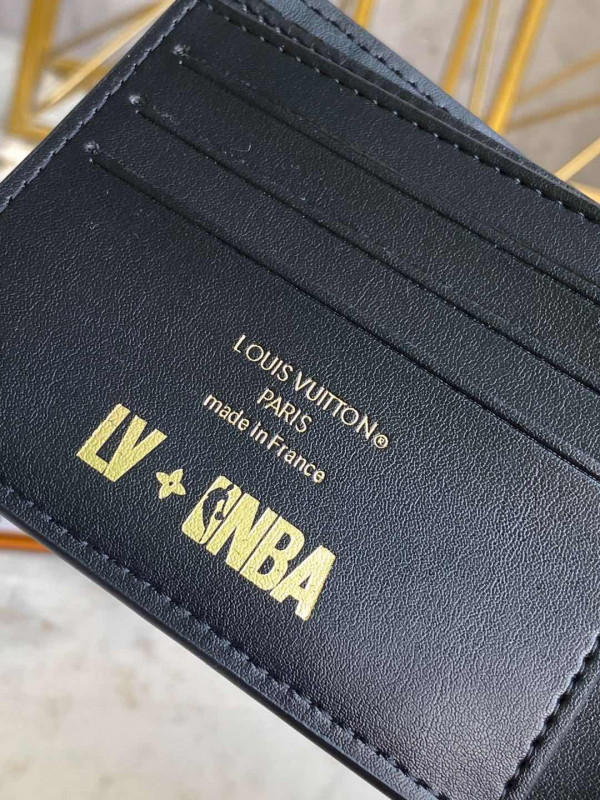 LOUIS VUITTON®
PARIS
made in France
LV NBA